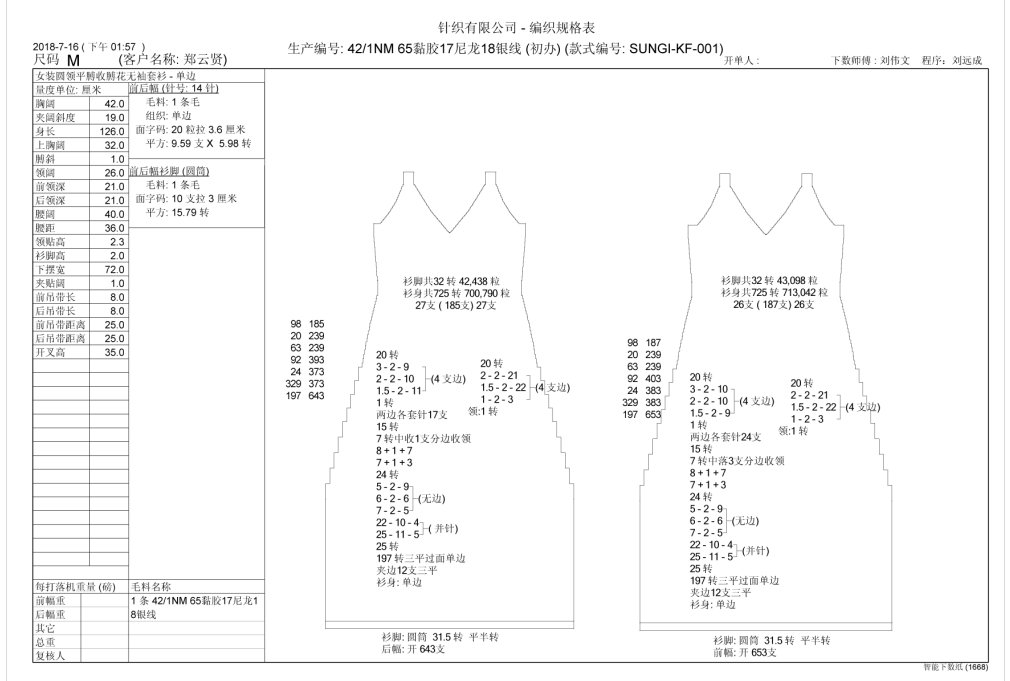 针织有限公司 - 编织规格表
2018-7-16 ( 下午 01:57 )
生产编号: 42/1NM 65黏胶17尼龙18银线 (初办) (款式编号: SUNGI-KF-001)
尺码 M (客户名称: 郑云贤)
开单人 :
下数师傅 : 刘伟文 程序: 刘远成
女装圆领平膊收膊花无袖套衫 - 单边
量度单位: 厘米
胸阔 42.0
夹阔斜度 19.0
身长 126.0
上胸阔 32.0
膊斜 1.0
领阔 26.0
前领深 21.0
后领深 21.0
腰阔 40.0
腰距 36.0
领贴高 2.3
衫脚高 2.0
下摆宽 72.0
夹贴阔 1.0
前吊带长 8.0
后吊带长 8.0
前吊带距离 25.0
后吊带距离 25.0
开叉高 35.0
前后幅 (针号: 14 针)
毛料: 1 条毛
组织: 单边
面字码: 20 粒拉 3.6 厘米
平方: 9.59 支 X 5.98 转
前后幅衫脚 (圆筒)
毛料: 1 条毛
面字码: 10 支拉 3 厘米
平方: 15.79 转
衫脚共32 转 42,438 粒
衫身共725 转 700,790 粒
27支 ( 185支) 27支
98 185
20 239
63 239
92 393
24 373
329 373
197 643
20 转
3 - 2 - 9
2 - 2 - 10 (4 支边)
1.5 - 2 - 11
1 转
两边各套针17支
15 转
7 转中收1支分边收领
8 + 1 + 7
7 + 1 + 3
24 转
5 - 2 - 9
6 - 2 - 6 (无边)
7 - 2 - 5
22 - 10 - 4
25 - 11 - 5 ( 并针)
25 转
197 转三平过面单边
夹边12支三平
衫身: 单边
20 转
2 - 2 - 21
1.5 - 2 - 22 (4 支边)
1 - 2 - 3
领:1 转
衫脚: 圆筒 31.5 转 平半转
后幅: 开 643支
衫脚共32 转 43,098 粒
衫身共725 转 713,042 粒
26支 ( 187支) 26支
98 187
20 239
63 239
92 403
24 383
329 383
197 653
20 转
3 - 2 - 10
2 - 2 - 10 (4 支边)
1.5 - 2 - 9
1 转
两边各套针24支
15 转
7 转中落3支分边收领
8 + 1 + 7
7 + 1 + 3
24 转
5 - 2 - 9
6 - 2 - 6 (无边)
7 - 2 - 5
22 - 10 - 4
25 - 11 - 5 (并针)
25 转
197 转三平过面单边
夹边12支三平
衫身: 单边
20 转
2 - 2 - 21
1.5 - 2 - 22 (4 支边)
1 - 2 - 3
领:1 转
衫脚: 圆筒 31.5 转 平半转
前幅: 开 653支
每打落机重量 (磅)
前幅重
后幅重
其它
总重
复核人
毛料名称
1 条 42/1NM 65黏胶17尼龙1
8银线
智能下数纸 (1668)